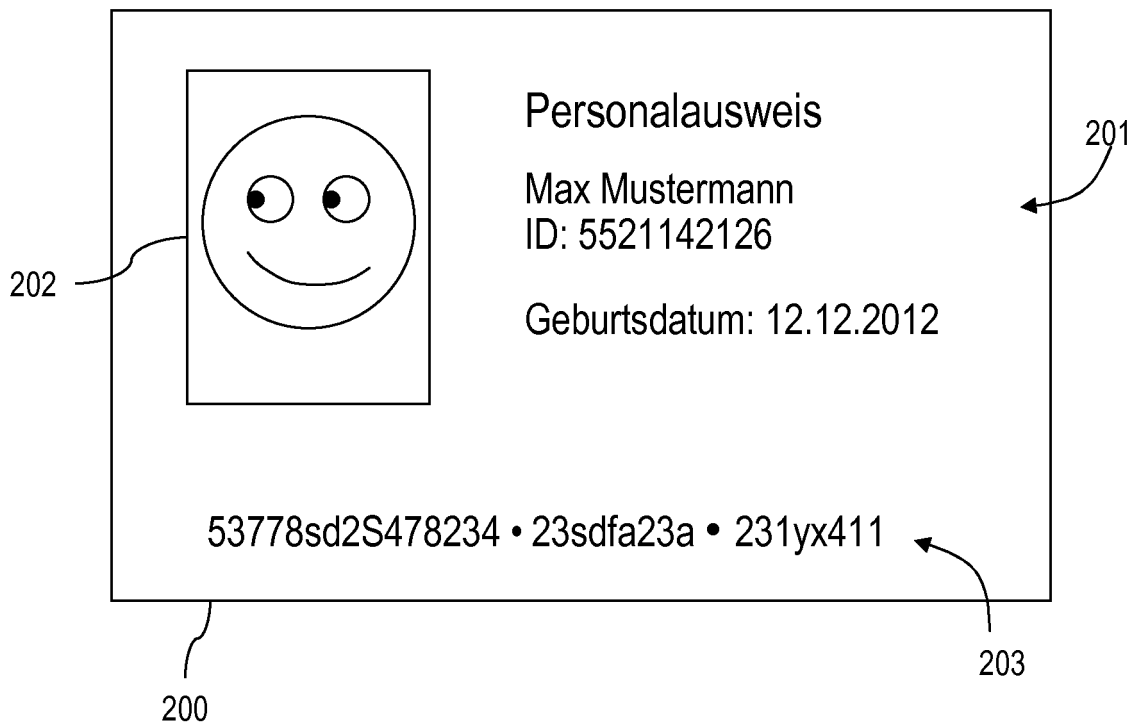 Personalausweis
201
Max Mustermann
ID: 5521142126
202
Geburtsdatum: 12.12.2012
53778sd2S478234 • 23sdfa23a • 231yx411
203
200